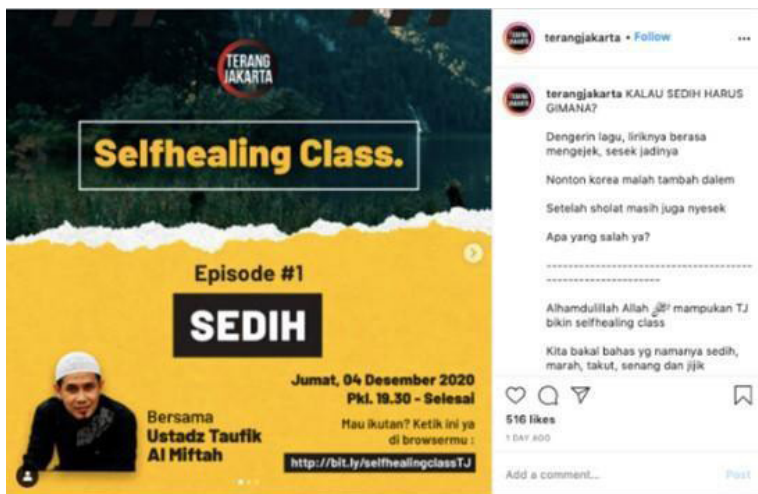 TERANG
JAKARTA
Selfhealing Class.
Episode #1
SEDIH
Jumat, 04 Desember 2020
Pkl. 19.30 - Selesai
Bersama
Ustadz Taufik
Al Miftah
Mau ikutan? Ketik ini ya
di browsermu :
http://bit.ly/selfhealingclassTJ
terangjakarta • Follow
terangjakarta KALAU SEDIH HARUS
GIMANA?
Dengerin lagu, liriknya berasa
mengejek, sesek jadinya
Nonton korea malah tambah dalem
Setelah sholat masih juga nyesek
Apa yang salah ya?
Alhamdulillah Allah ﷻ mampukan TJ
bikin selfhealing class
Kita bakal bahas yg namanya sedih,
marah, takut, senang dan jijik
516 likes
1 DAY AGO
Add a comment...
Post